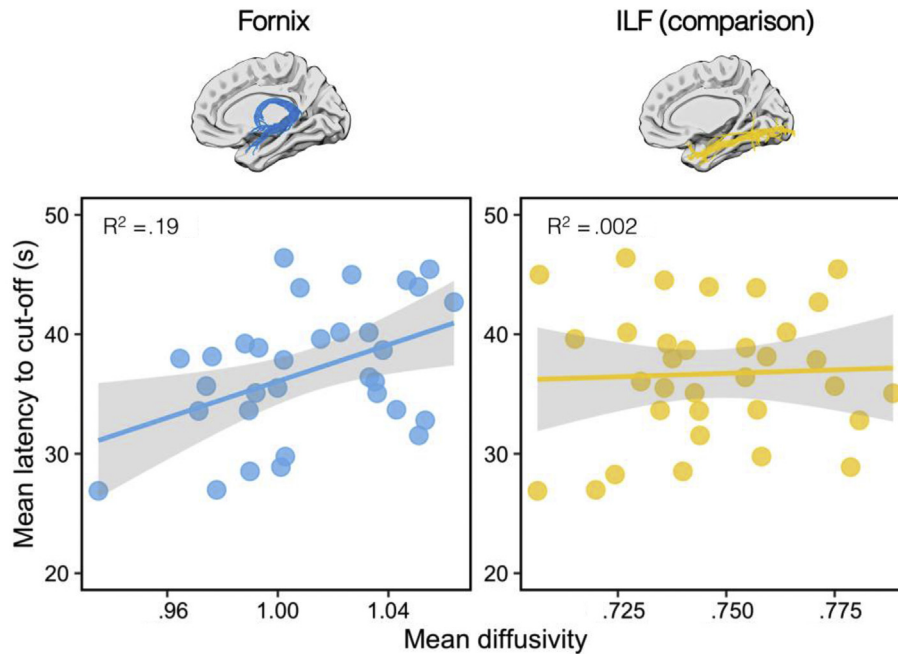 Fornix
ILF (comparison)
R² = .19
R² = .002
Mean latency to cut-off (s)
50
40
30
20
50
40
30
20
.96
1.00
1.04
.725
.750
.775
Mean diffusivity